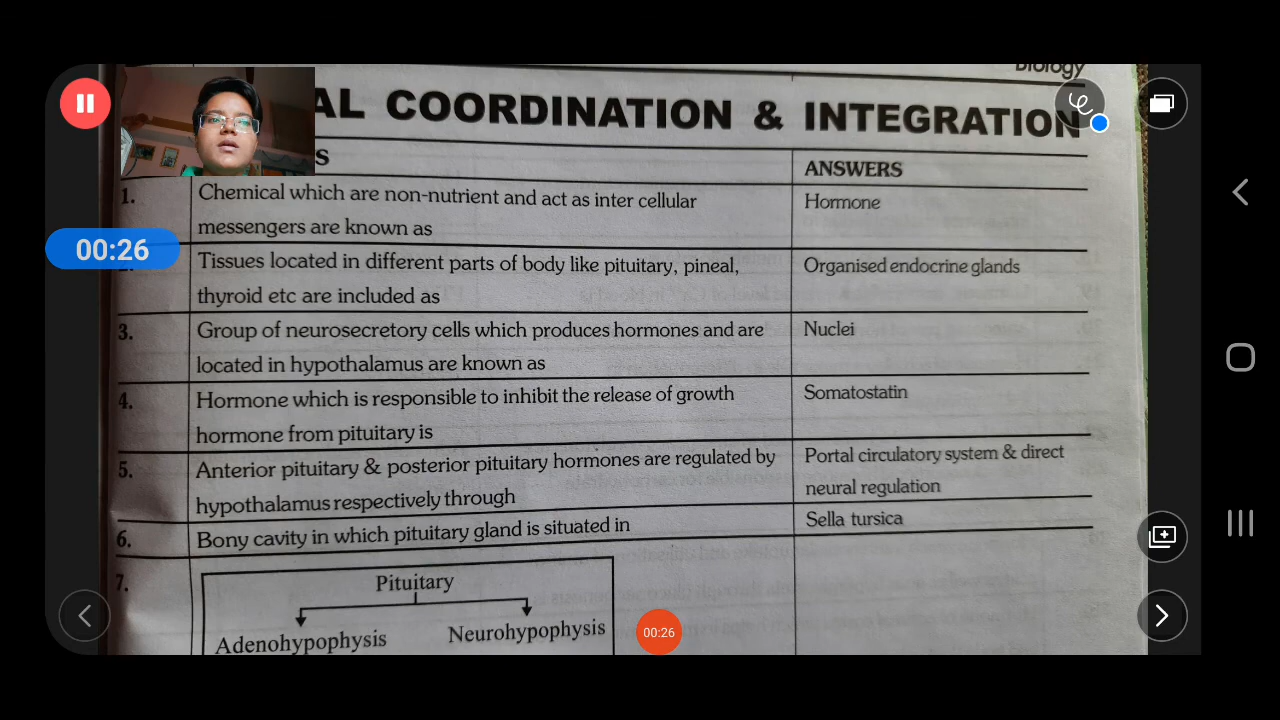 Biology
AL COORDINATION & INTEGRATION
S
ANSWERS
1.
Chemical which are non-nutrient and act as inter cellular
messengers are known as
Hormone
00:26
2.
Tissues located in different parts of body like pituitary, pineal,
thyroid etc are included as
Organised endocrine glands
3.
Group of neurosecretory cells which produces hormones and are
located in hypothalamus are known as
Nuclei
4.
Hormone which is responsible to inhibit the release of growth
hormone from pituitary is
Somatostatin
5.
Anterior pituitary & posterior pituitary hormones are regulated by
hypothalamus respectively through
Portal circulatory system & direct
neural regulation
6.
Bony cavity in which pituitary gland is situated in
Sella tursica
7.
Pituitary
Adenohypophysis
Neurohypophysis
00:26